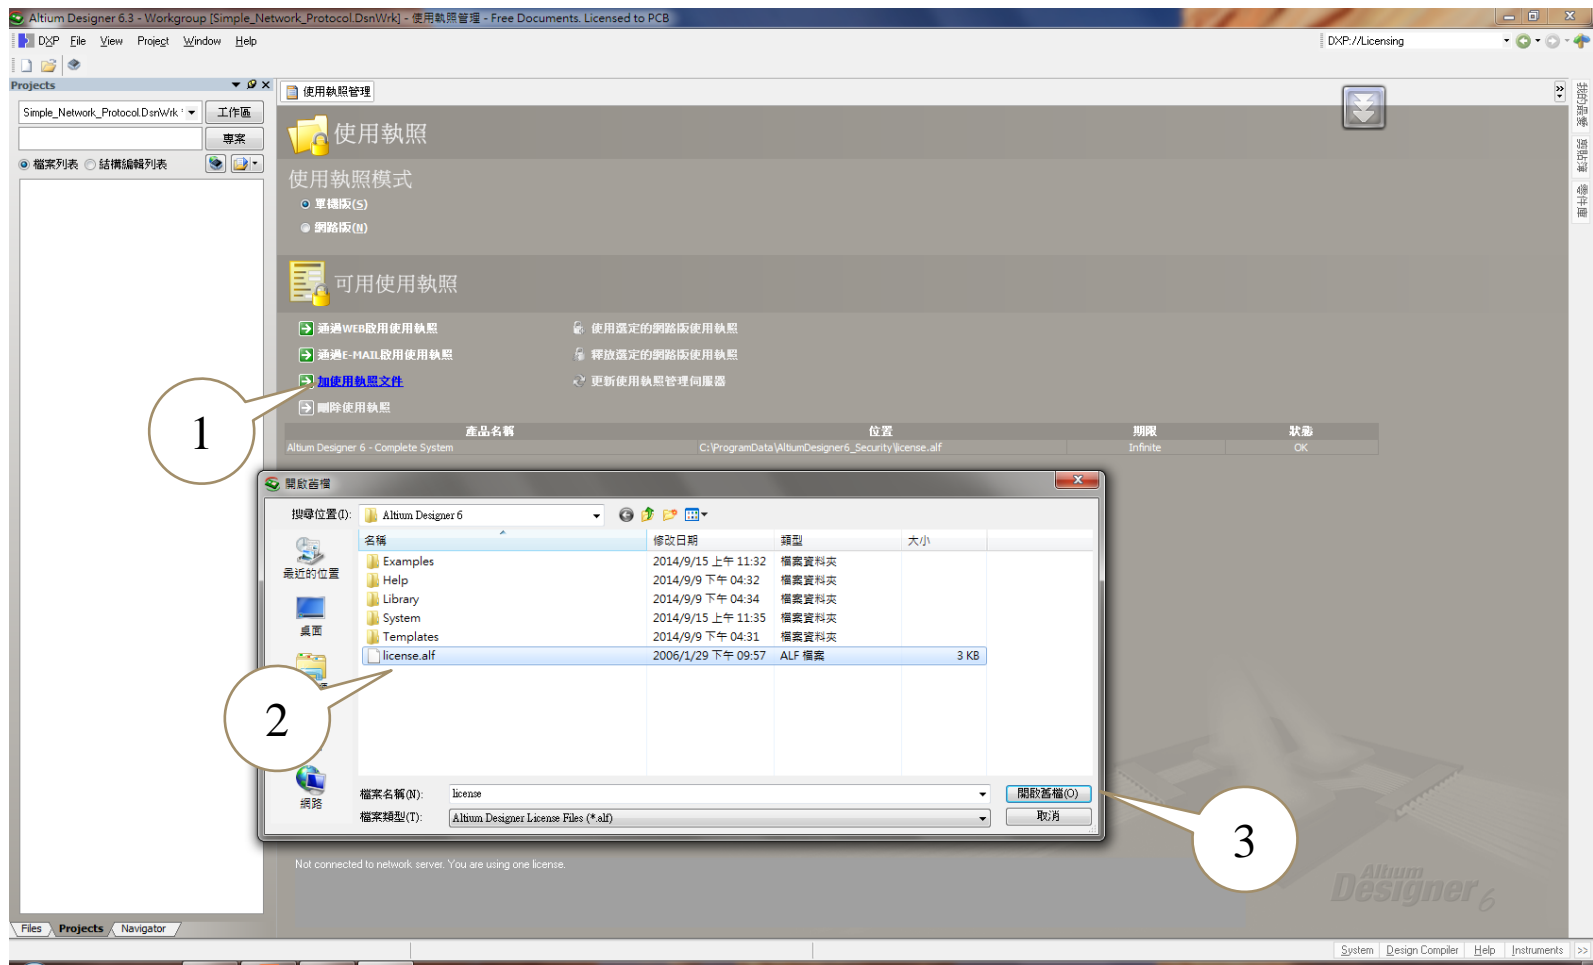 Altium Designer 6.3 - Workgroup [Simple_Network_Protocol.DsnWrk] - 使用執照管理 - Free Documents. Licensed to PCB
DXP File View Project Window Help
DXP://Licensing
Projects
使用執照管理
Simple_Network_Protocol.DsnWrk
工作區
專案
檔案列表 結構編輯列表
我的最愛
剪貼簿
零件庫
使用執照
使用執照模式
單機版(S)
網路版(N)
可用使用執照
通過WEB啟用使用執照
使用選定的網路版使用執照
通過E-MAIL啟用使用執照
釋放選定的網路版使用執照
加使用執照文件
更新使用執照管理伺服器
刪除使用執照
產品名稱 位置 期限 狀態
Altium Designer 6 - Complete System C:\ProgramData\AltiumDesigner6_Security\license.alf Infinite OK
1
開啟舊檔
搜尋位置(I): Altium Designer 6
名稱 修改日期 類型 大小
Examples 2014/9/15 上午 11:32 檔案資料夾
Help 2014/9/9 下午 04:32 檔案資料夾
Library 2014/9/9 下午 04:34 檔案資料夾
System 2014/9/15 上午 11:35 檔案資料夾
Templates 2014/9/9 下午 04:31 檔案資料夾
license.alf 2006/1/29 下午 09:57 ALF 檔案 3 KB
最近的位置
桌面
網路
2
檔案名稱(N): license 開啟舊檔(O)
檔案類型(T): Altium Designer License Files (*.alf) 取消
3
Not connected to network server. You are using one license.
Altium
Designer 6
Files Projects Navigator
System Design Compiler Help Instruments >>